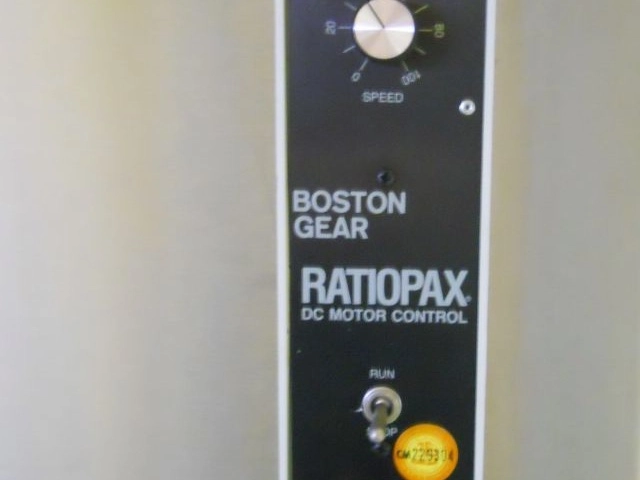 20
80
0
100
SPEED
BOSTON
GEAR
RATIOPAX
DC MOTOR CONTROL
RUN